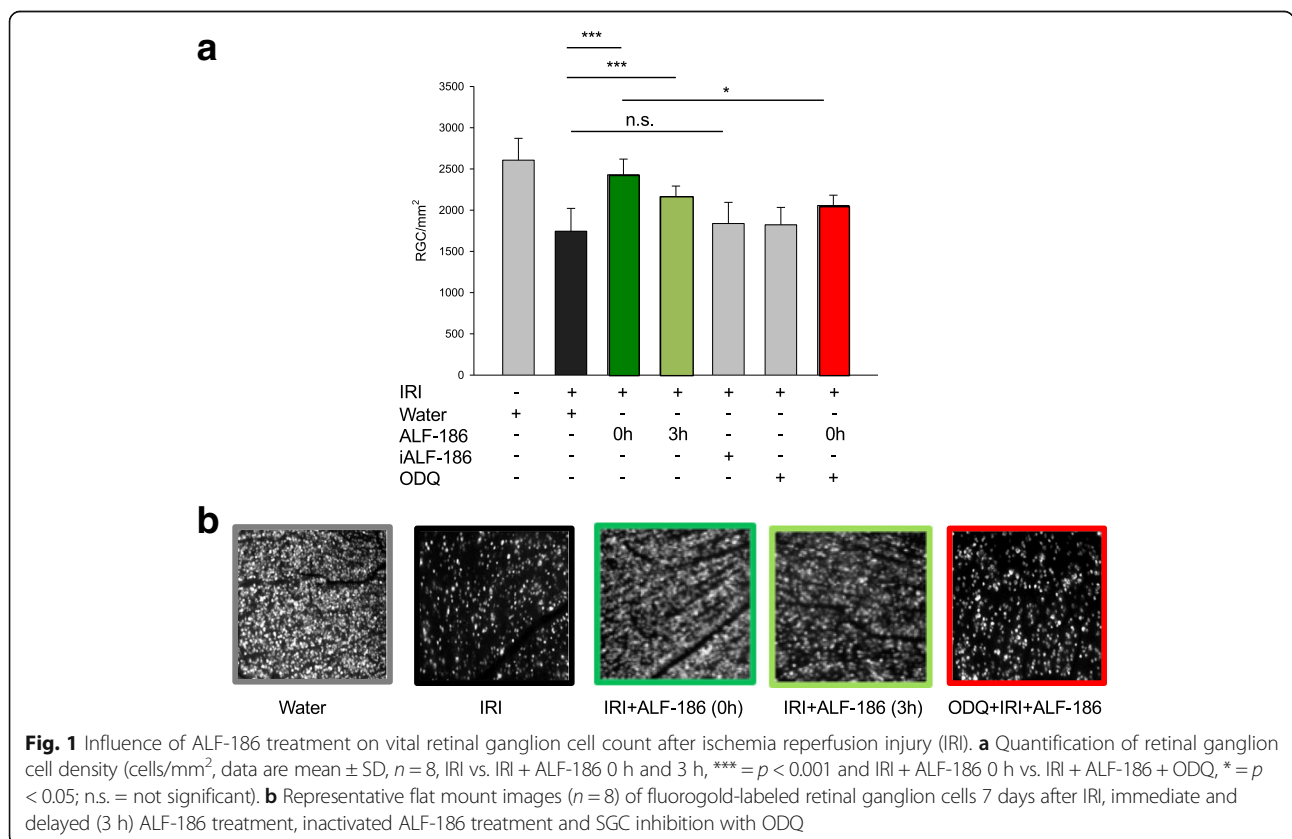 a
***
***
*
n.s.
3500
3000
2500
2000
1500
1000
500
0
RGC/mm²
IRI - + + + + + +
Water + + - - - - -
ALF-186 - - 0h 3h - - 0h
iALF-186 - - - - + - -
ODQ - - - - - + +
b
Water IRI IRI+ALF-186 (0h) IRI+ALF-186 (3h) ODQ+IRI+ALF-186
Fig. 1 Influence of ALF-186 treatment on vital retinal ganglion cell count after ischemia reperfusion injury (IRI). a Quantification of retinal ganglion
cell density (cells/mm², data are mean ± SD, n = 8, IRI vs. IRI + ALF-186 0 h and 3 h, *** = p < 0.001 and IRI + ALF-186 0 h vs. IRI + ALF-186 + ODQ, * = p
< 0.05; n.s. = not significant). b Representative flat mount images (n = 8) of fluorogold-labeled retinal ganglion cells 7 days after IRI, immediate and
delayed (3 h) ALF-186 treatment, inactivated ALF-186 treatment and SGC inhibition with ODQ